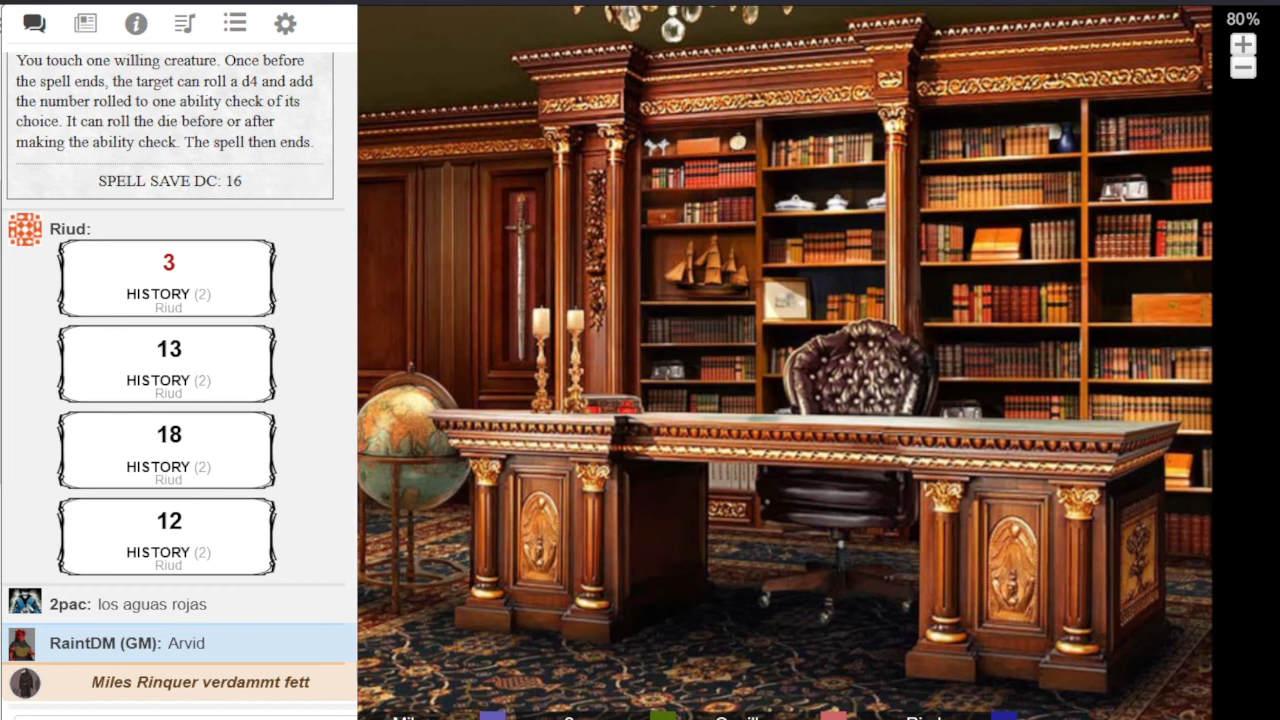 80%
You touch one willing creature. Once before
the spell ends, the target can roll a d4 and add
the number rolled to one ability check of its
choice. It can roll the die before or after
making the ability check. The spell then ends.
SPELL SAVE DC: 16
Riud:
3
HISTORY (2)
Riud
13
HISTORY (2)
Riud
18
HISTORY (2)
Riud
12
HISTORY (2)
Riud
2pac: los aguas rojas
RaintDM (GM): Arvid
Miles Rinquer verdammt fett